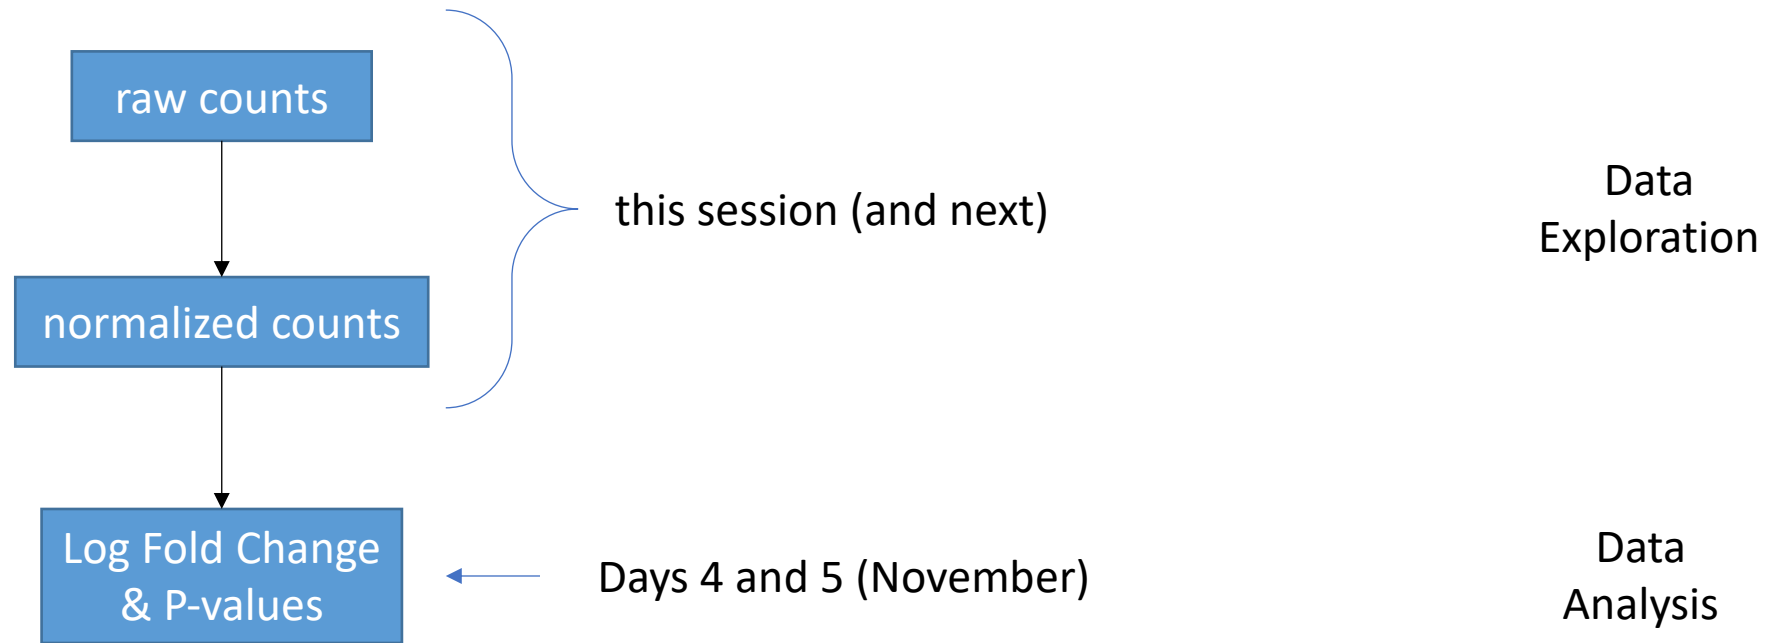 raw counts
this session (and next)
Data
Exploration
normalized counts
Log Fold Change
& P-values
Days 4 and 5 (November)
Data
Analysis